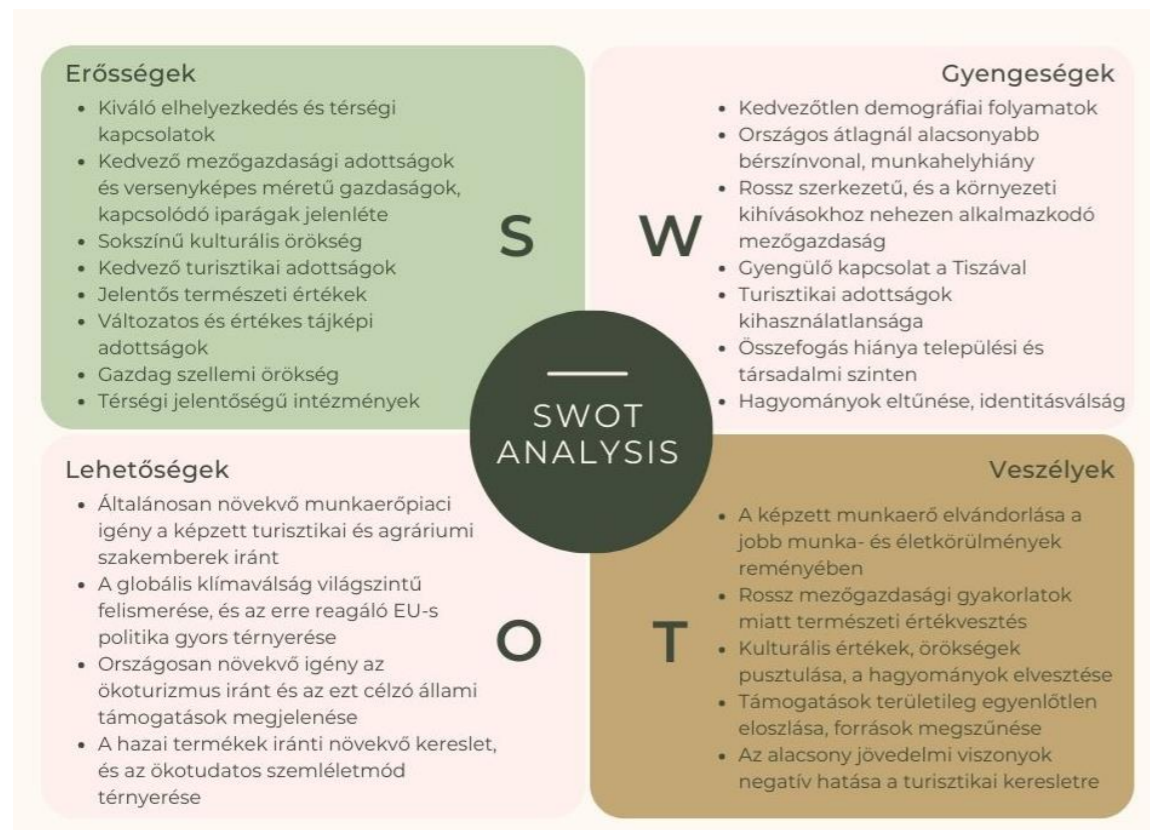 Erősségek
• Kiváló elhelyezkedés és térségi
kapcsolatok
• Kedvező mezőgazdasági adottságok
és versenyképes méretű gazdaságok,
kapcsolódó iparágak jelenléte
• Sokszínű kulturális örökség
• Kedvező turisztikai adottságok
• Jelentős természeti értékek
• Változatos és értékes tájképi
adottságok
• Gazdag szellemi örökség
• Térségi jelentőségű intézmények
S
Gyengeségek
• Kedvezőtlen demográfiai folyamatok
• Országos átlagnál alacsonyabb
bérszínvonal, munkahelyhiány
• Rossz szerkezetű, és a környezeti
kihívásokhoz nehezen alkalmazkodó
mezőgazdaság
• Gyengülő kapcsolat a Tiszával
• Turisztikai adottságok
kihasználatlansága
• Összefogás hiánya települési és
társadalmi szinten
• Hagyományok eltűnése, identitásválság
W
SWOT
ANALYSIS
Lehetőségek
• Általánosan növekvő munkaerőpiaci
igény a képzett turisztikai és agráriumi
szakemberek iránt
• A globális klímaválság világszintű
felismerése, és az erre reagáló EU-s
politika gyors térnyerése
• Országosan növekvő igény az
ökoturizmus iránt és az ezt célzó állami
támogatások megjelenése
• A hazai termékek iránti növekvő kereslet,
és az ökotudatos szemléletmód
térnyerése
O
Veszélyek
• A képzett munkaerő elvándorlása a
jobb munka- és életkörülmények
reményében
• Rossz mezőgazdasági gyakorlatok
miatt természeti értékvesztés
• Kulturális értékek, örökségek
pusztulása, a hagyományok elvesztése
• Támogatások területileg egyenlőtlen
eloszlása, források megszűnése
• Az alacsony jövedelmi viszonyok
negatív hatása a turisztikai keresletre
T